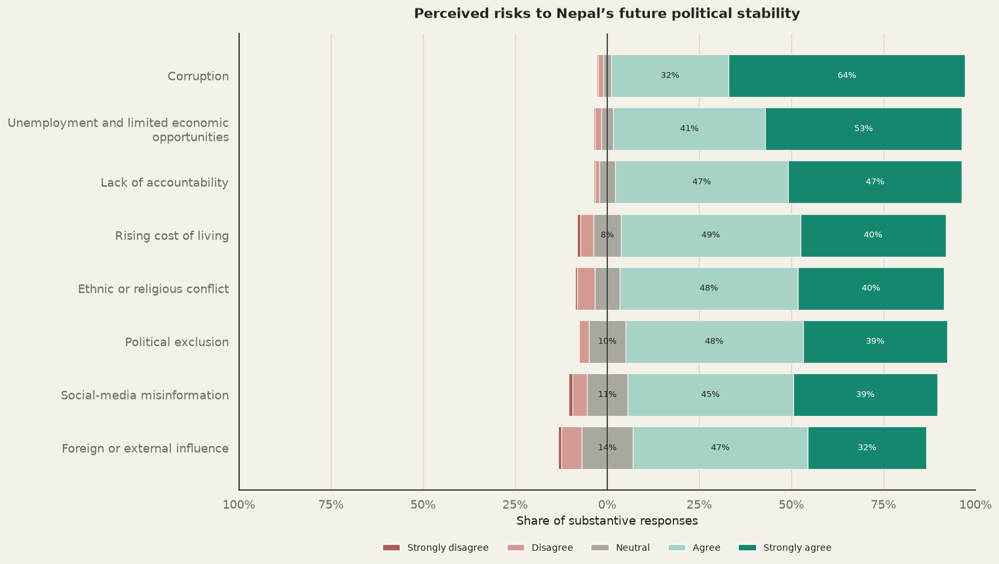 Perceived risks to Nepal’s future political stability
Corruption
32%
64%
Unemployment and limited economic
opportunities
41%
53%
Lack of accountability
47%
47%
Rising cost of living
8%
49%
40%
Ethnic or religious conflict
48%
40%
Political exclusion
10%
48%
39%
Social-media misinformation
11%
45%
39%
Foreign or external influence
14%
47%
32%
100% 75% 50% 25% 0% 25% 50% 75% 100%
Share of substantive responses
Strongly disagree Disagree Neutral Agree Strongly agree